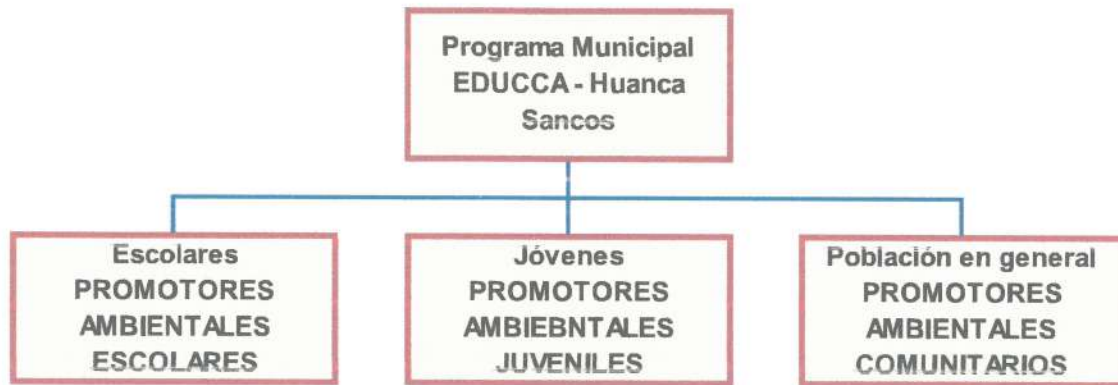 Programa Municipal
EDUCCA - Huanca
Sancos
Escolares
PROMOTORES
AMBIENTALES
ESCOLARES
Jóvenes
PROMOTORES
AMBIEBNTALES
JUVENILES
Población en general
PROMOTORES
AMBIENTALES
COMUNITARIOS